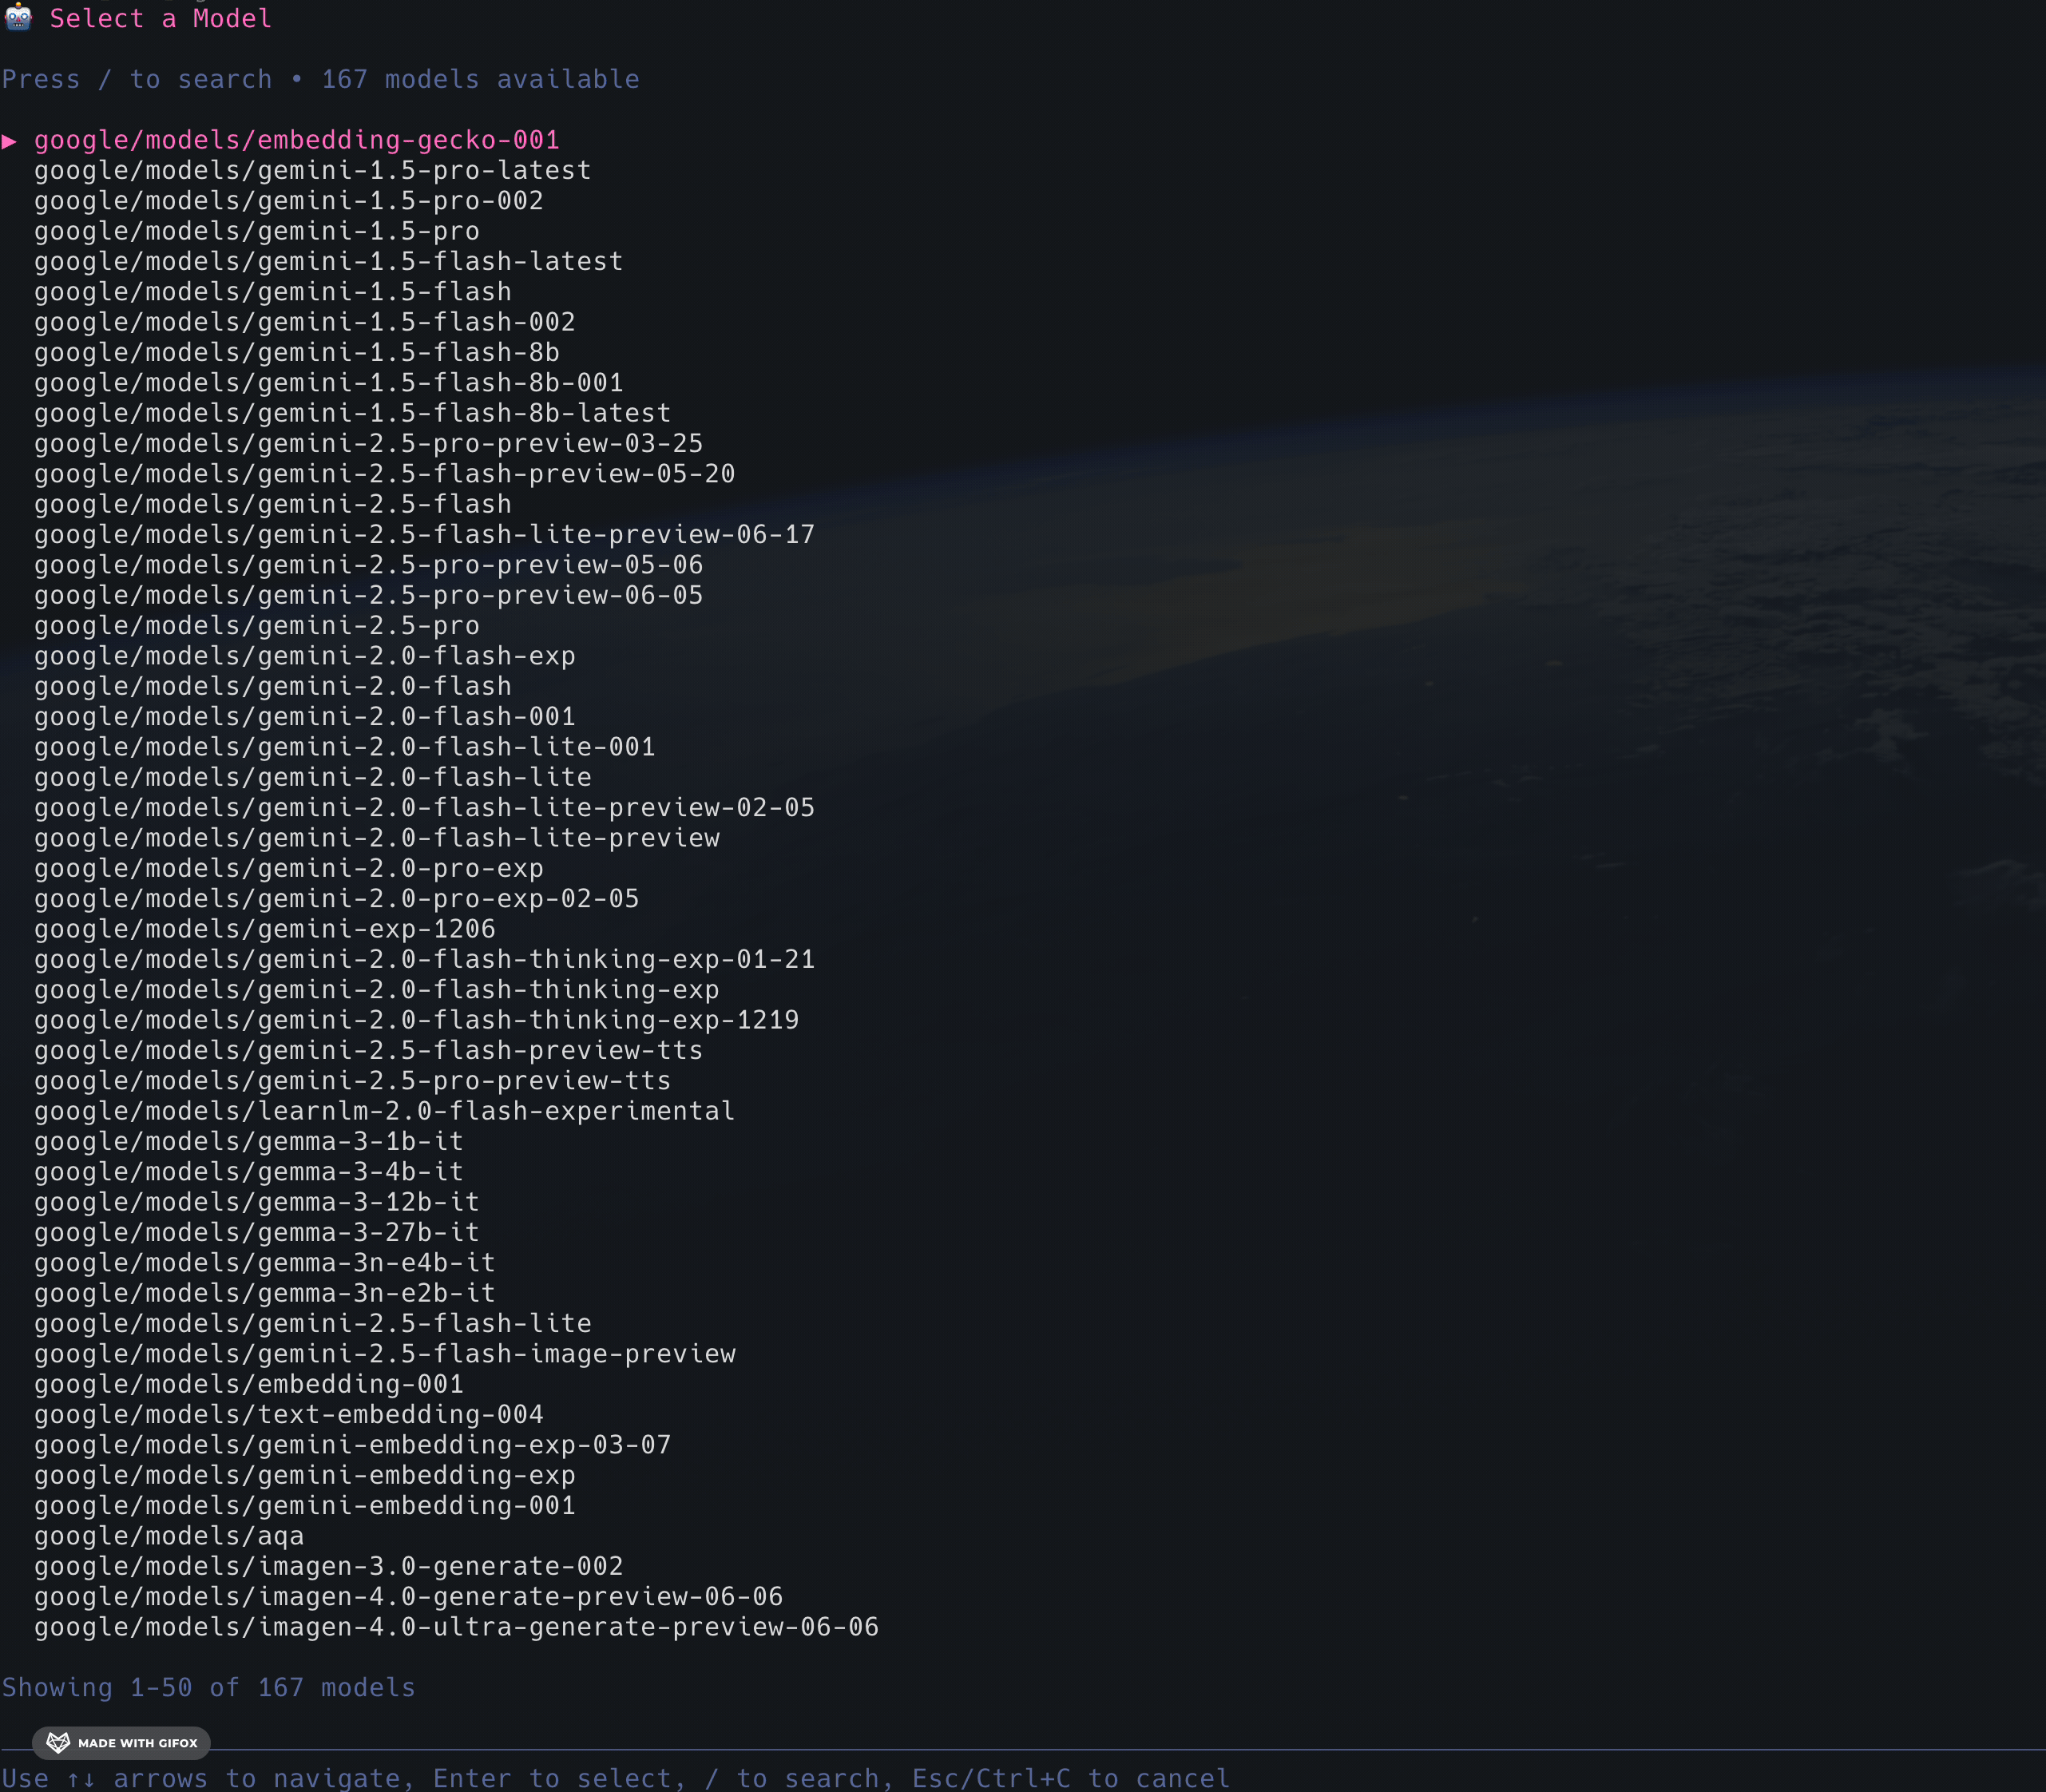 Select a Model
Press / to search • 167 models available
▶ google/models/embedding-gecko-001
google/models/gemini-1.5-pro-latest
google/models/gemini-1.5-pro-002
google/models/gemini-1.5-pro
google/models/gemini-1.5-flash-latest
google/models/gemini-1.5-flash
google/models/gemini-1.5-flash-002
google/models/gemini-1.5-flash-8b
google/models/gemini-1.5-flash-8b-001
google/models/gemini-1.5-flash-8b-latest
google/models/gemini-2.5-pro-preview-03-25
google/models/gemini-2.5-flash-preview-05-20
google/models/gemini-2.5-flash
google/models/gemini-2.5-flash-lite-preview-06-17
google/models/gemini-2.5-pro-preview-05-06
google/models/gemini-2.5-pro-preview-06-05
google/models/gemini-2.5-pro
google/models/gemini-2.0-flash-exp
google/models/gemini-2.0-flash
google/models/gemini-2.0-flash-001
google/models/gemini-2.0-flash-lite-001
google/models/gemini-2.0-flash-lite
google/models/gemini-2.0-flash-lite-preview-02-05
google/models/gemini-2.0-flash-lite-preview
google/models/gemini-2.0-pro-exp
google/models/gemini-2.0-pro-exp-02-05
google/models/gemini-exp-1206
google/models/gemini-2.0-flash-thinking-exp-01-21
google/models/gemini-2.0-flash-thinking-exp
google/models/gemini-2.0-flash-thinking-exp-1219
google/models/gemini-2.5-flash-preview-tts
google/models/gemini-2.5-pro-preview-tts
google/models/learnlm-2.0-flash-experimental
google/models/gemma-3-1b-it
google/models/gemma-3-4b-it
google/models/gemma-3-12b-it
google/models/gemma-3-27b-it
google/models/gemma-3n-e4b-it
google/models/gemma-3n-e2b-it
google/models/gemini-2.5-flash-lite
google/models/gemini-2.5-flash-image-preview
google/models/embedding-001
google/models/text-embedding-004
google/models/gemini-embedding-exp-03-07
google/models/gemini-embedding-exp
google/models/gemini-embedding-001
google/models/aqa
google/models/imagen-3.0-generate-002
google/models/imagen-4.0-generate-preview-06-06
google/models/imagen-4.0-ultra-generate-preview-06-06
Showing 1-50 of 167 models
MADE WITH GIFOX
Use ↑↓ arrows to navigate, Enter to select, / to search, Esc/Ctrl+C to cancel